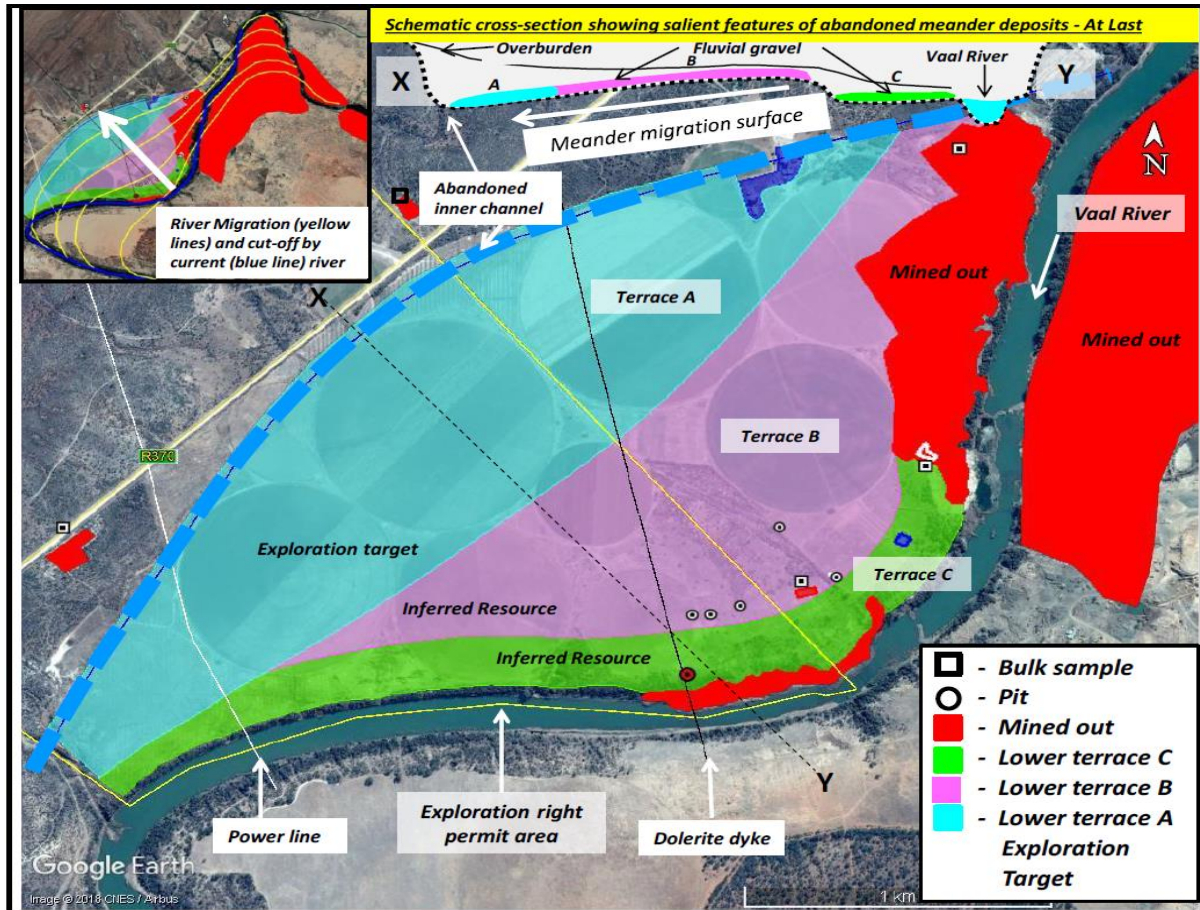 Schematic cross-section showing salient features of abandoned meander deposits - At Last
Overburden
Fluvial gravel
Vaal River
X
A
B
C
Y
Meander migration surface
Abandoned
inner channel
River Migration (yellow
lines) and cut-off by
current (blue line) river
N
Vaal River
X
Terrace A
Mined out
Mined out
R370
Terrace B
Exploration target
Terrace C
Inferred Resource
Inferred Resource
Y
Power line
Exploration right
permit area
Dolerite dyke
- Bulk sample
- Pit
- Mined out
- Lower terrace C
- Lower terrace B
- Lower terrace A
Exploration
Target
Google Earth
Image © 2018 CNES / Airbus
1 km